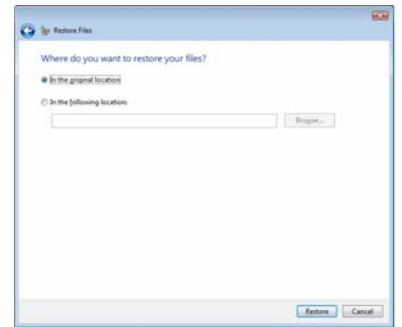 Restore Files
Where do you want to restore your files?
In the original location
In the following location:
Browse...
Restore Cancel